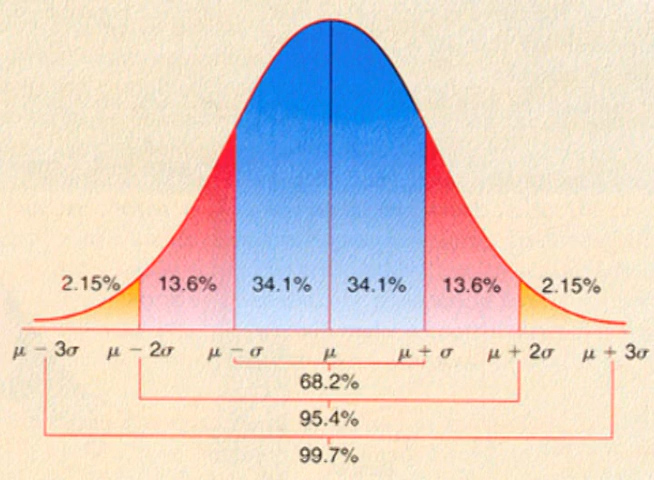 2.15% 13.6% 34.1% 34.1% 13.6% 2.15%
μ − 3σ μ − 2σ μ − σ μ μ + σ μ + 2σ μ + 3σ
68.2%
95.4%
99.7%